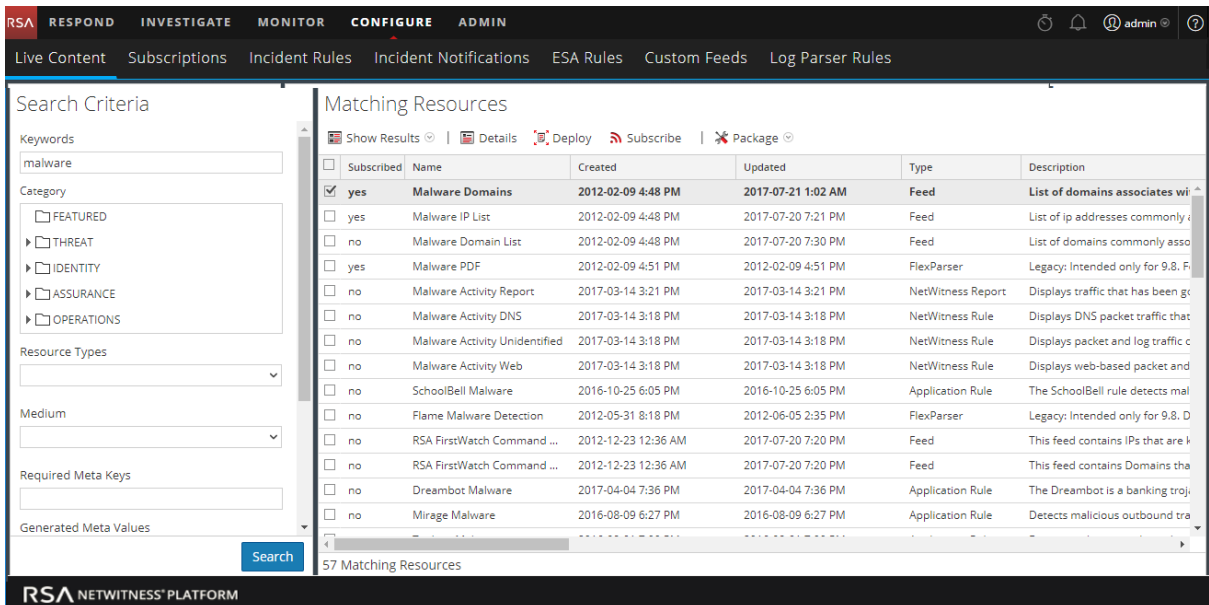 RSA RESPOND INVESTIGATE MONITOR CONFIGURE ADMIN admin
Live Content Subscriptions Incident Rules Incident Notifications ESA Rules Custom Feeds Log Parser Rules
Search Criteria
Keywords
malware
Category
FEATURED
THREAT
IDENTITY
ASSURANCE
OPERATIONS
Resource Types
Medium
Required Meta Keys
Generated Meta Values
Search
Matching Resources
Show Results | Details Deploy Subscribe | Package
Subscribed Name Created Updated Type Description
yes Malware Domains 2012-02-09 4:48 PM 2017-07-21 1:02 AM Feed List of domains associates
yes Malware IP List 2012-02-09 4:48 PM 2017-07-20 7:21 PM Feed List of ip addresses commonly
no Malware Domain List 2012-02-09 4:48 PM 2017-07-20 7:30 PM Feed List of domains commonly asso
yes Malware PDF 2012-02-09 4:51 PM 2012-02-09 4:51 PM FlexParser Legacy: Intended only for 9.8. F
no Malware Activity Report 2017-03-14 3:21 PM 2017-03-14 3:21 PM NetWitness Report Displays traffic that has been
no Malware Activity DNS 2017-03-14 3:18 PM 2017-03-14 3:18 PM NetWitness Rule Displays DNS packet traffic that
no Malware Activity Unidentified 2017-03-14 3:18 PM 2017-03-14 3:18 PM NetWitness Rule Displays packet and log traffic
no Malware Activity Web 2017-03-14 3:18 PM 2017-03-14 3:18 PM NetWitness Rule Displays web-based packet and
no SchoolBell Malware 2016-10-25 6:05 PM 2016-10-25 6:05 PM Application Rule The SchoolBell rule detects mal
no Flame Malware Detection 2012-05-31 8:18 PM 2012-06-05 2:35 PM FlexParser Legacy: Intended only for 9.8. D
no RSA FirstWatch Command ... 2012-12-23 12:36 AM 2017-07-20 7:20 PM Feed This feed contains IPs that are
no RSA FirstWatch Command ... 2012-12-23 12:36 AM 2017-07-20 7:20 PM Feed This feed contains Domains tha
no Dreambot Malware 2017-04-04 7:36 PM 2017-04-04 7:36 PM Application Rule The Dreambot is a banking troj
no Mirage Malware 2016-08-09 6:27 PM 2016-08-09 6:27 PM Application Rule Detects malicious outbound tra
57 Matching Resources
RSA NETWITNESS® PLATFORM